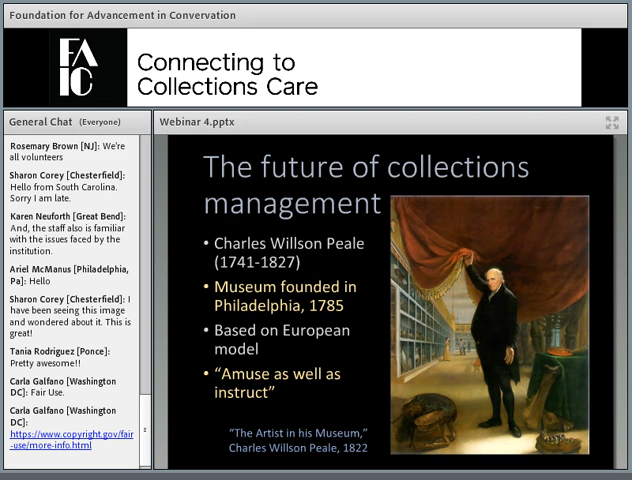 Foundation for Advancement in Convervation
FA
IC
Connecting to
Collections Care
General Chat (Everyone)
Rosemary Brown [NJ]: We're
all volunteers
Sharon Corey [Chesterfield]:
Hello from South Carolina.
Sorry I am late.
Karen Neuforth [Great Bend]:
And, the staff also is familiar
with the issues faced by the
institution.
Ariel McManus [Philadelphia,
Pa]: Hello
Sharon Corey [Chesterfield]: I
have been seeing this image
and wondered about it. This is
great!
Tania Rodriguez [Ponce]:
Pretty awesome!!
Carla Galfano [Washington
DC]: Fair Use.
Carla Galfano [Washington
DC]:
https://www.copyright.gov/fair
-use/more-info.html
Webinar 4.pptx
The future of collections
management
• Charles Willson Peale
(1741-1827)
• Museum founded in
Philadelphia, 1785
• Based on European
model
• “Amuse as well as
instruct”
“The Artist in his Museum,”
Charles Willson Peale, 1822